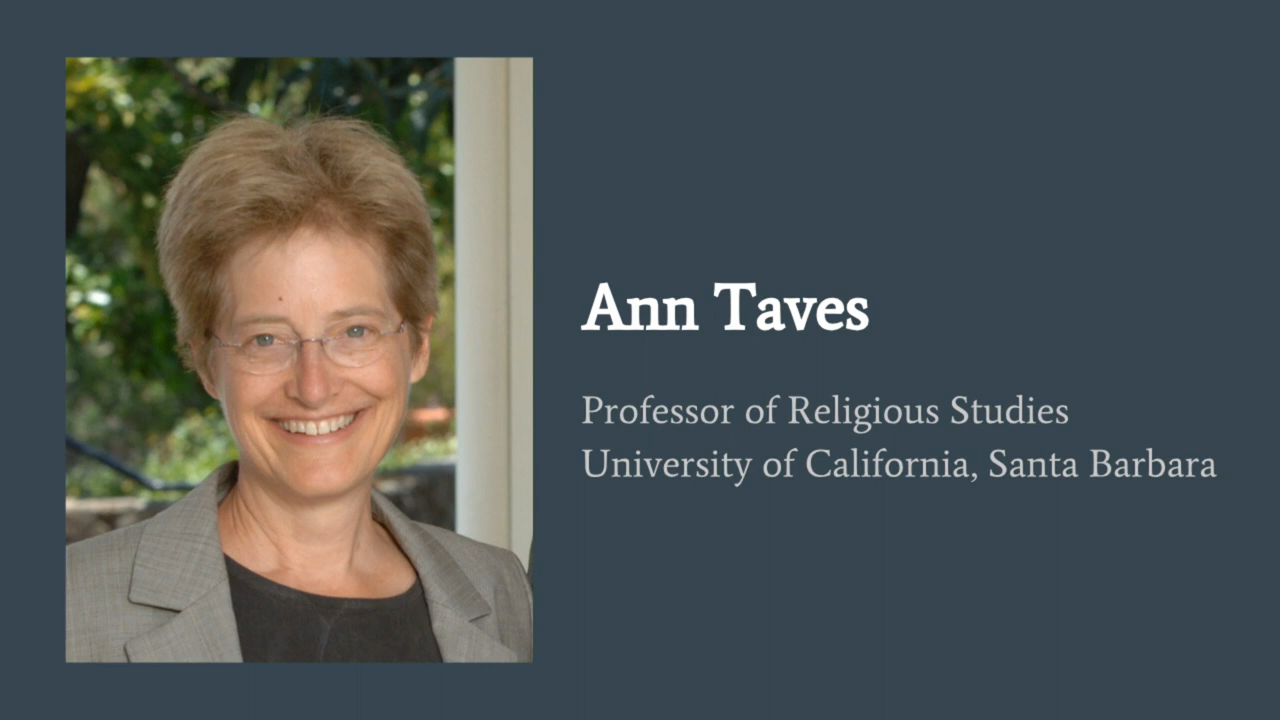 Ann Taves
Professor of Religious Studies
University of California, Santa Barbara